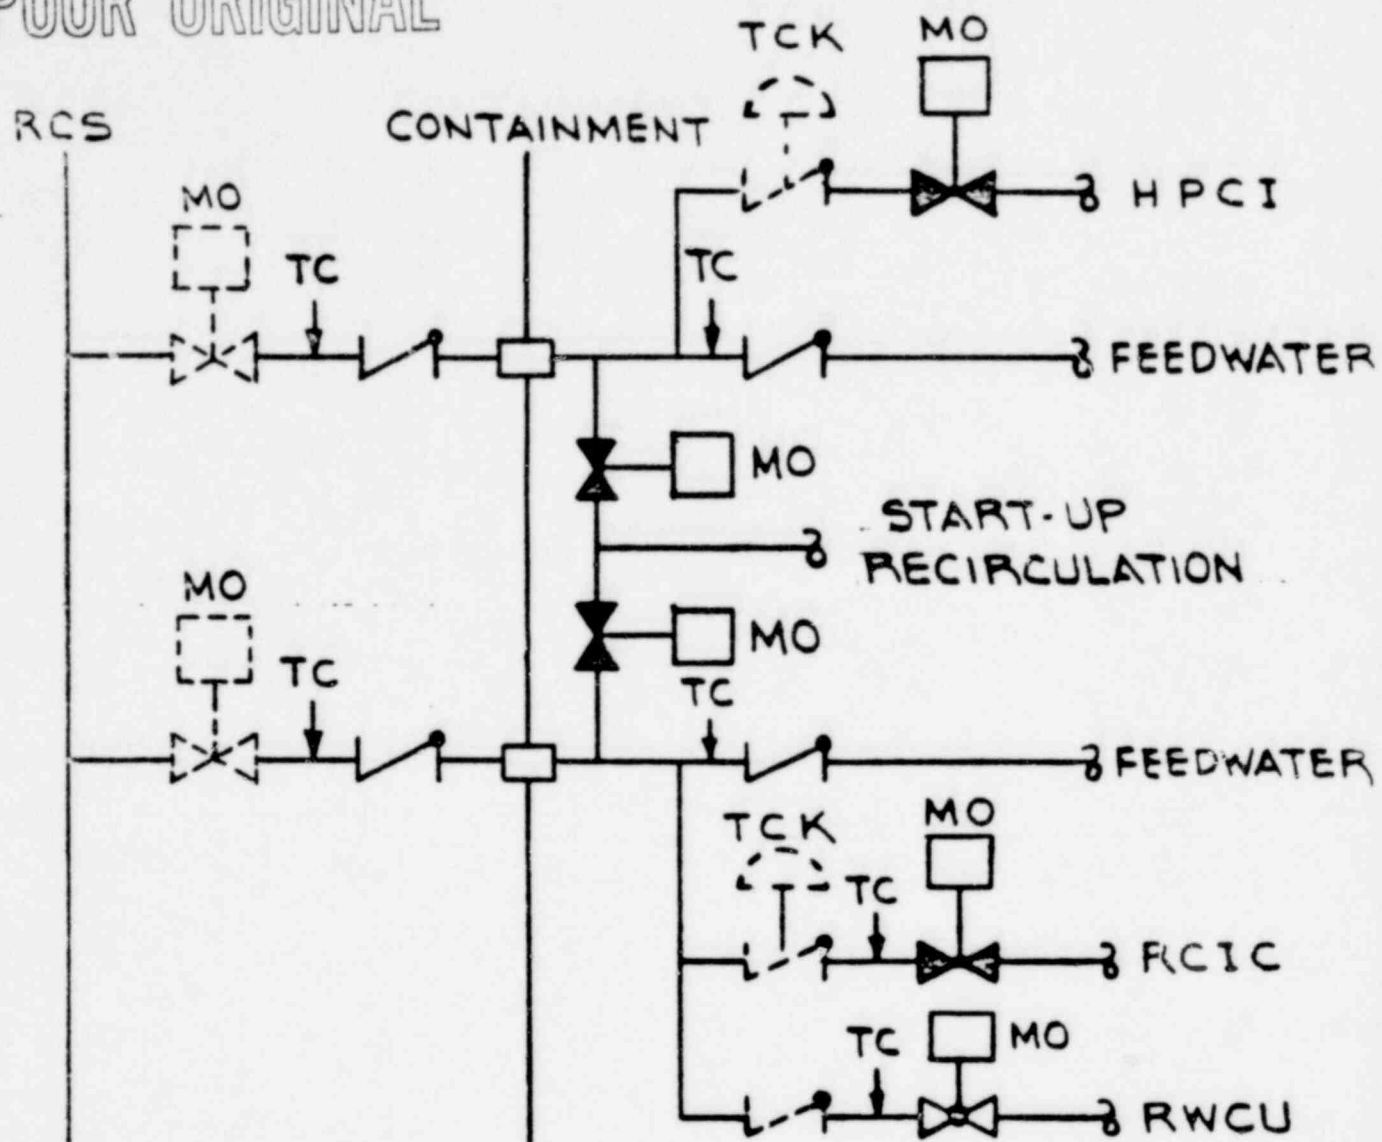 POOR ORIGINAL
TCK
MO
RCS
CONTAINMENT
MO
HPCI
TC
TC
FEEDWATER
MO
START-UP
RECIRCULATION
MO
MO
TC
TC
FEEDWATER
TCK
MO
TC
RCIC
TC
MO
RWCU